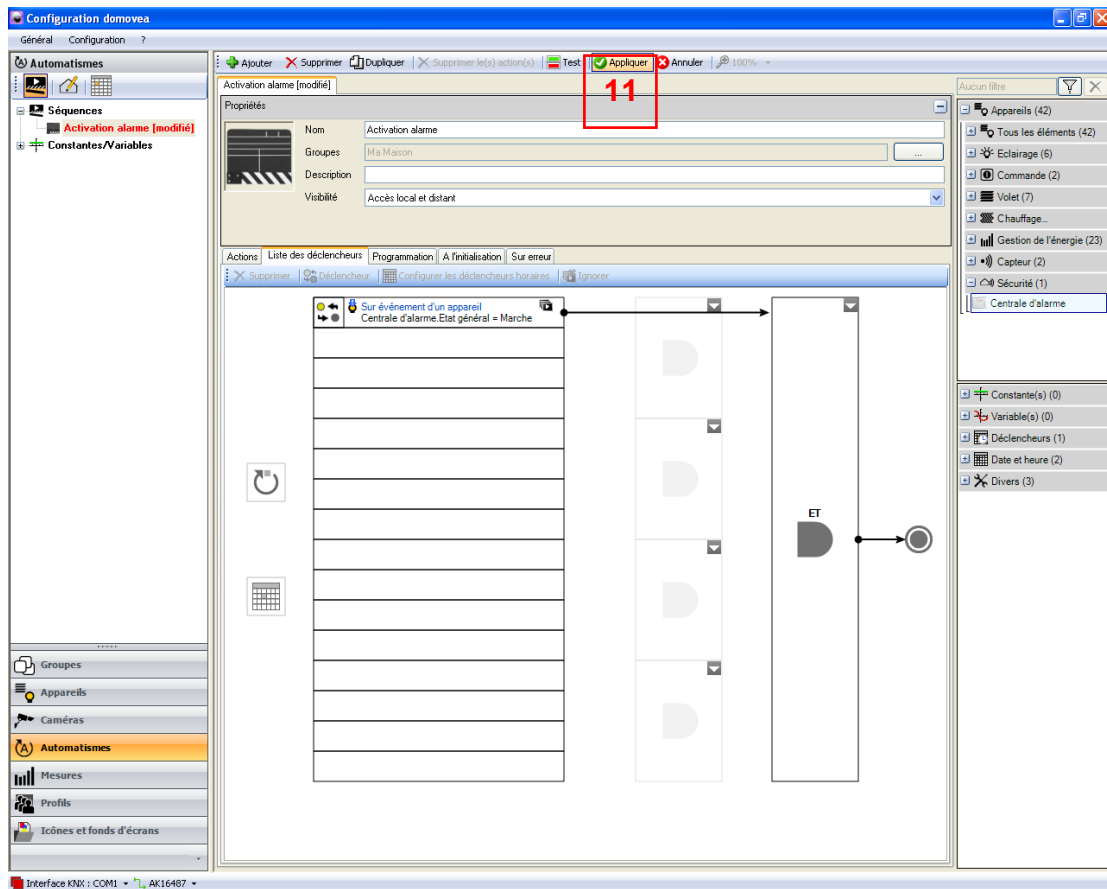 Configuration domovea
Général Configuration ?
Automatismes
Séquences
Activation alarme [modifié]
Constantes/Variables
Groupes
Appareils
Caméras
Automatismes
Mesures
Profils
Icônes et fonds d'écrans
Ajouter Supprimer Dupliquer Supprimer le(s) action(s) Test Appliquer Annuler 100%
11
Activation alarme [modifié]
Propriétés
Nom Activation alarme
Groupes Ma Maison ...
Description
Visibilité Accès local et distant
Actions Liste des déclencheurs Programmation A l'initialisation Sur erreur
Supprimer Déclencheur Configurer les déclencheurs horaires Ignorer
Sur événement d'un appareil
Centrale d'alarme.Etat général = Marche
ET
Aucun filtre
Appareils (42)
Tous les éléments (42)
Eclairage (6)
Commande (2)
Volet (7)
Chauffage...
Gestion de l'énergie (23)
Capteur (2)
Sécurité (1)
Centrale d'alarme
Constante(s) (0)
Variable(s) (0)
Déclencheurs (1)
Date et heure (2)
Divers (3)
Interface KNX : COM1 AK16487